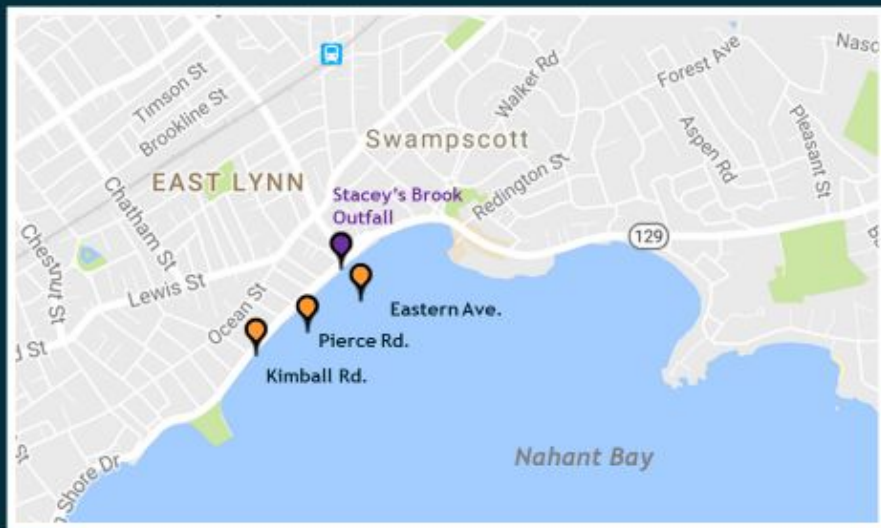 Timson St
Brookline St
Walker Rd
Forest Ave
Aspen Rd
Pleasant St
Swampscott
EAST LYNN
Redington St
Stacey's Brook
Outfall
129
Chatham St
Chestnut St
Lewis St
Ocean St
Eastern Ave.
Pierce Rd.
Kimball Rd.
Nahant Bay
Shore Dr
St
St